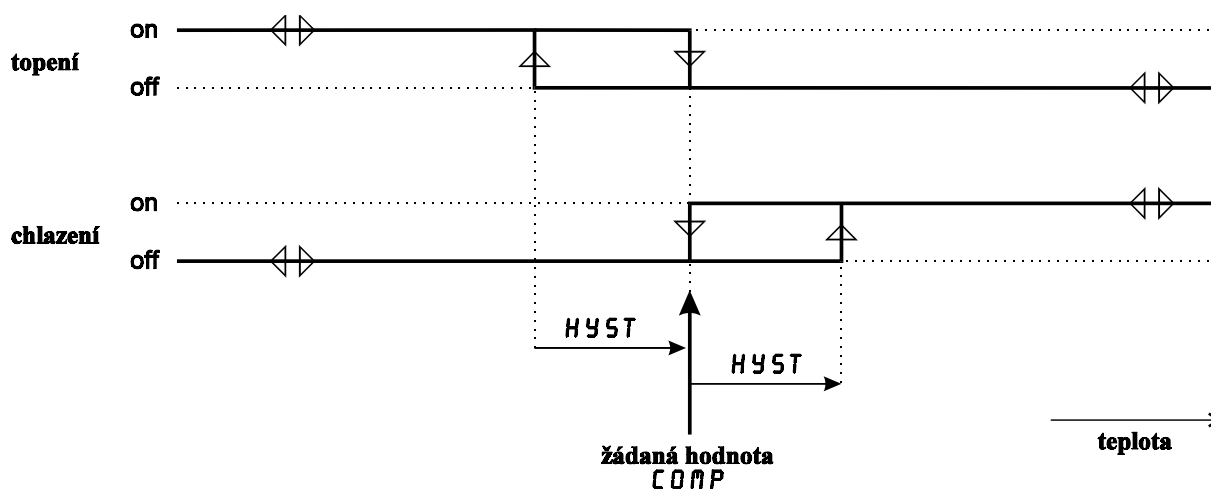 on
topení
off
on
chlazení
off
HYST
HYST
teplota
žádaná hodnota
COMP